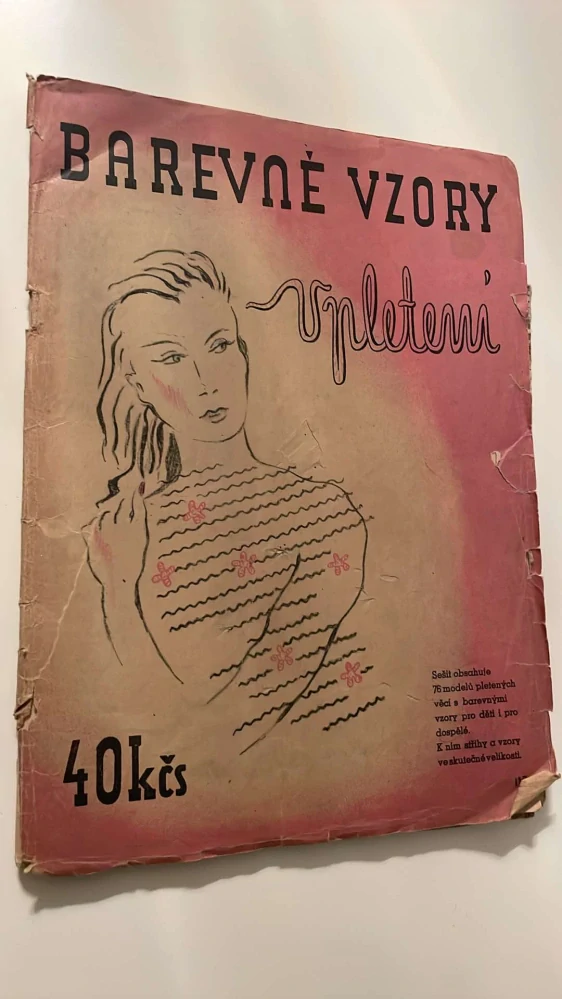 BAREVNÉ VZORY
V pletení
Sešit obsahuje
76 modelů pletených
věcí s barevnými
vzory pro děti i pro
dospělé.
K nim střihy a vzory
ve skutečné velikosti.
40 kčs